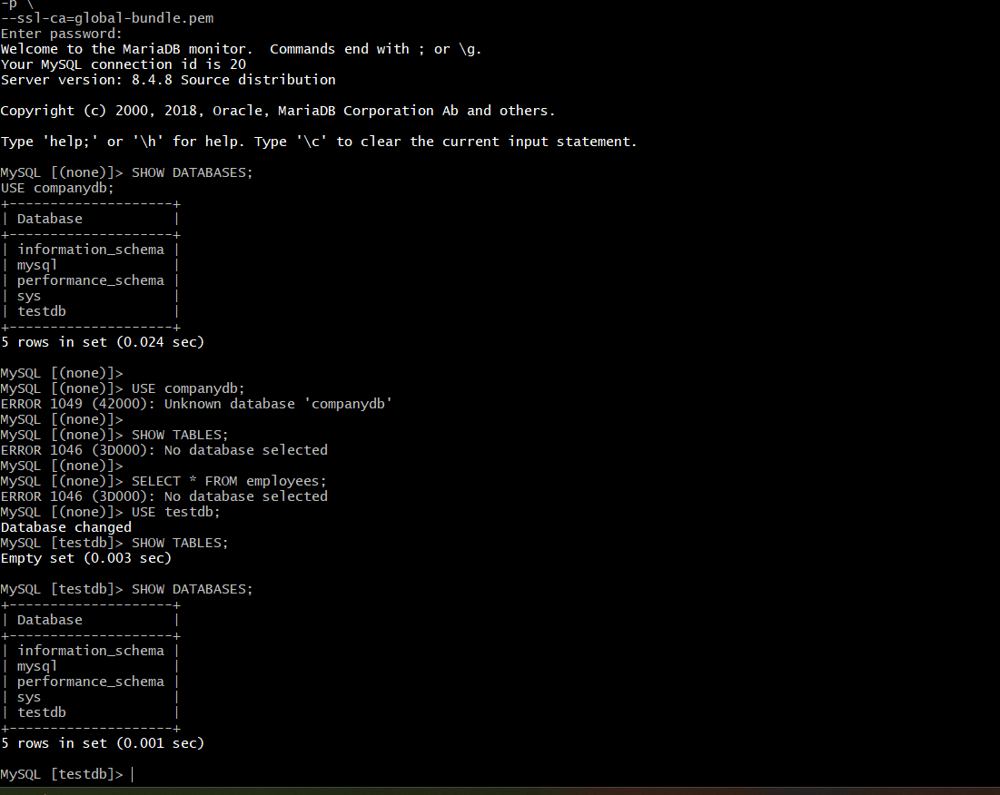 -p \
--ssl-ca=global-bundle.pem
Enter password:
Welcome to the MariaDB monitor.  Commands end with ; or \g.
Your MySQL connection id is 20
Server version: 8.4.8 Source distribution

Copyright (c) 2000, 2018, Oracle, MariaDB Corporation Ab and others.

Type 'help;' or '\h' for help. Type '\c' to clear the current input statement.

MySQL [(none)]> SHOW DATABASES;
USE companydb;
+--------------------+
| Database           |
+--------------------+
| information_schema |
| mysql              |
| performance_schema |
| sys                |
| testdb             |
+--------------------+
5 rows in set (0.024 sec)

MySQL [(none)]>
MySQL [(none)]> USE companydb;
ERROR 1049 (42000): Unknown database 'companydb'
MySQL [(none)]>
MySQL [(none)]> SHOW TABLES;
ERROR 1046 (3D000): No database selected
MySQL [(none)]>
MySQL [(none)]> SELECT * FROM employees;
ERROR 1046 (3D000): No database selected
MySQL [(none)]> USE testdb;
Database changed
MySQL [testdb]> SHOW TABLES;
Empty set (0.003 sec)

MySQL [testdb]> SHOW DATABASES;
+--------------------+
| Database           |
+--------------------+
| information_schema |
| mysql              |
| performance_schema |
| sys                |
| testdb             |
+--------------------+
5 rows in set (0.001 sec)

MySQL [testdb]>